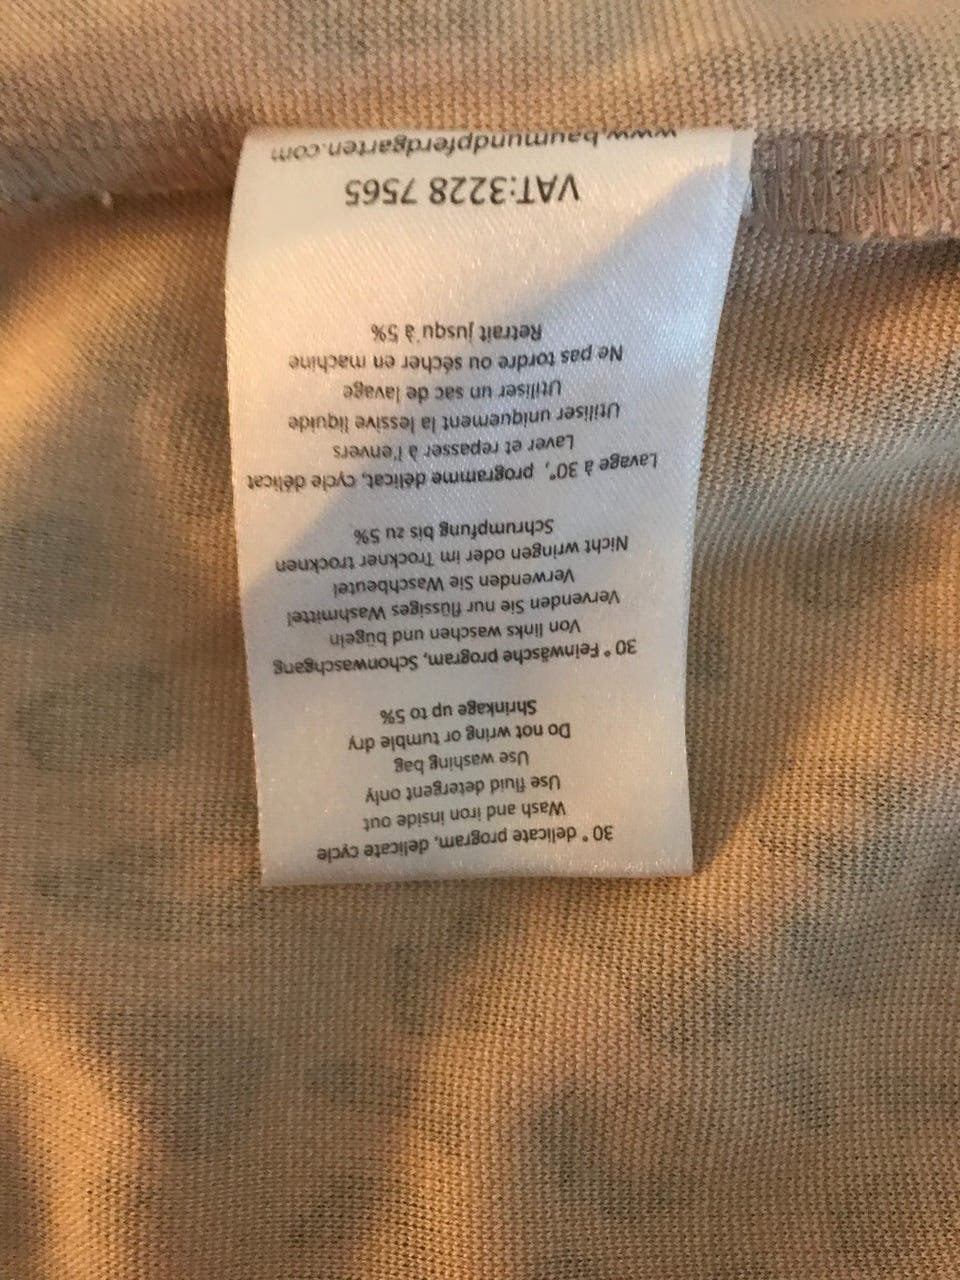 30° delicate program, delicate cycle
Wash and iron inside out
Use fluid detergent only
Use washing bag
Do not wring or tumble dry
Shrinkage up to 5%
30° Feinwäsche program, Schonwaschgang
Von links waschen und bügeln
Vervenden Sie nur flüssiges Washmittel
Verwenden Sie Waschbeutel
Nicht wringen oder im Trockner trocknen
Schrumpfung bis zu 5%
Lavage à 30°, programme délicat, cycle délicat
Laver et repasser à l'envers
Utiliser uniquement la lessive liquide
Utiliser un sac de lavage
Ne pas tordre ou sécher en machine
Retrait jusqu'à 5%
VAT:3228 7565
www.baumundpferdgarten.com